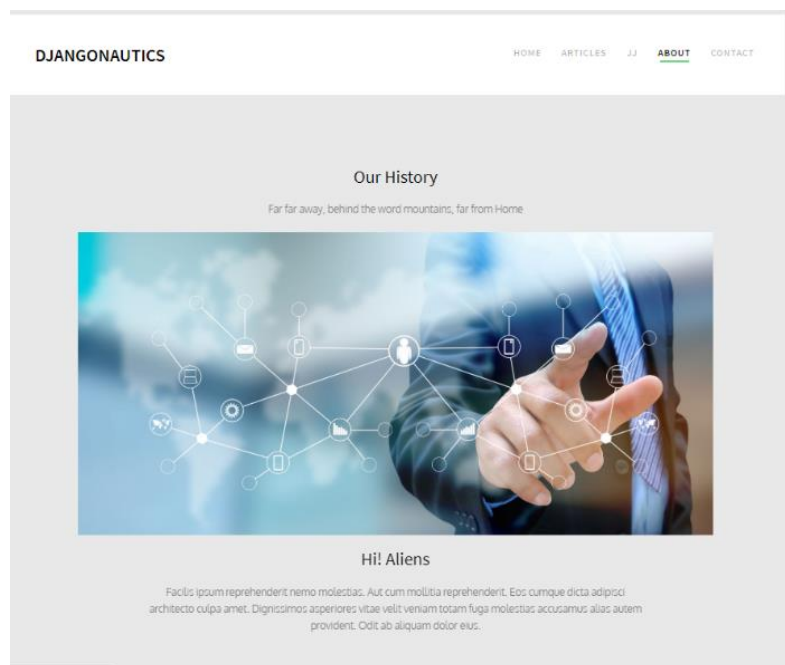 DJANGONAUTICS
HOME ARTICLES JJ ABOUT CONTACT
Our History
Far far away, behind the word mountains, far from Home
Hi! Aliens
Facilis ipsum reprehenderit nemo molestias. Aut cum mollitia reprehenderit. Eos cumque dicta adipisci
architecto culpa amet. Dignissimos asperiores vitae velit veniam totam fuga molestias accusamus alias autem
provident. Odit ab aliquam dolor eius.